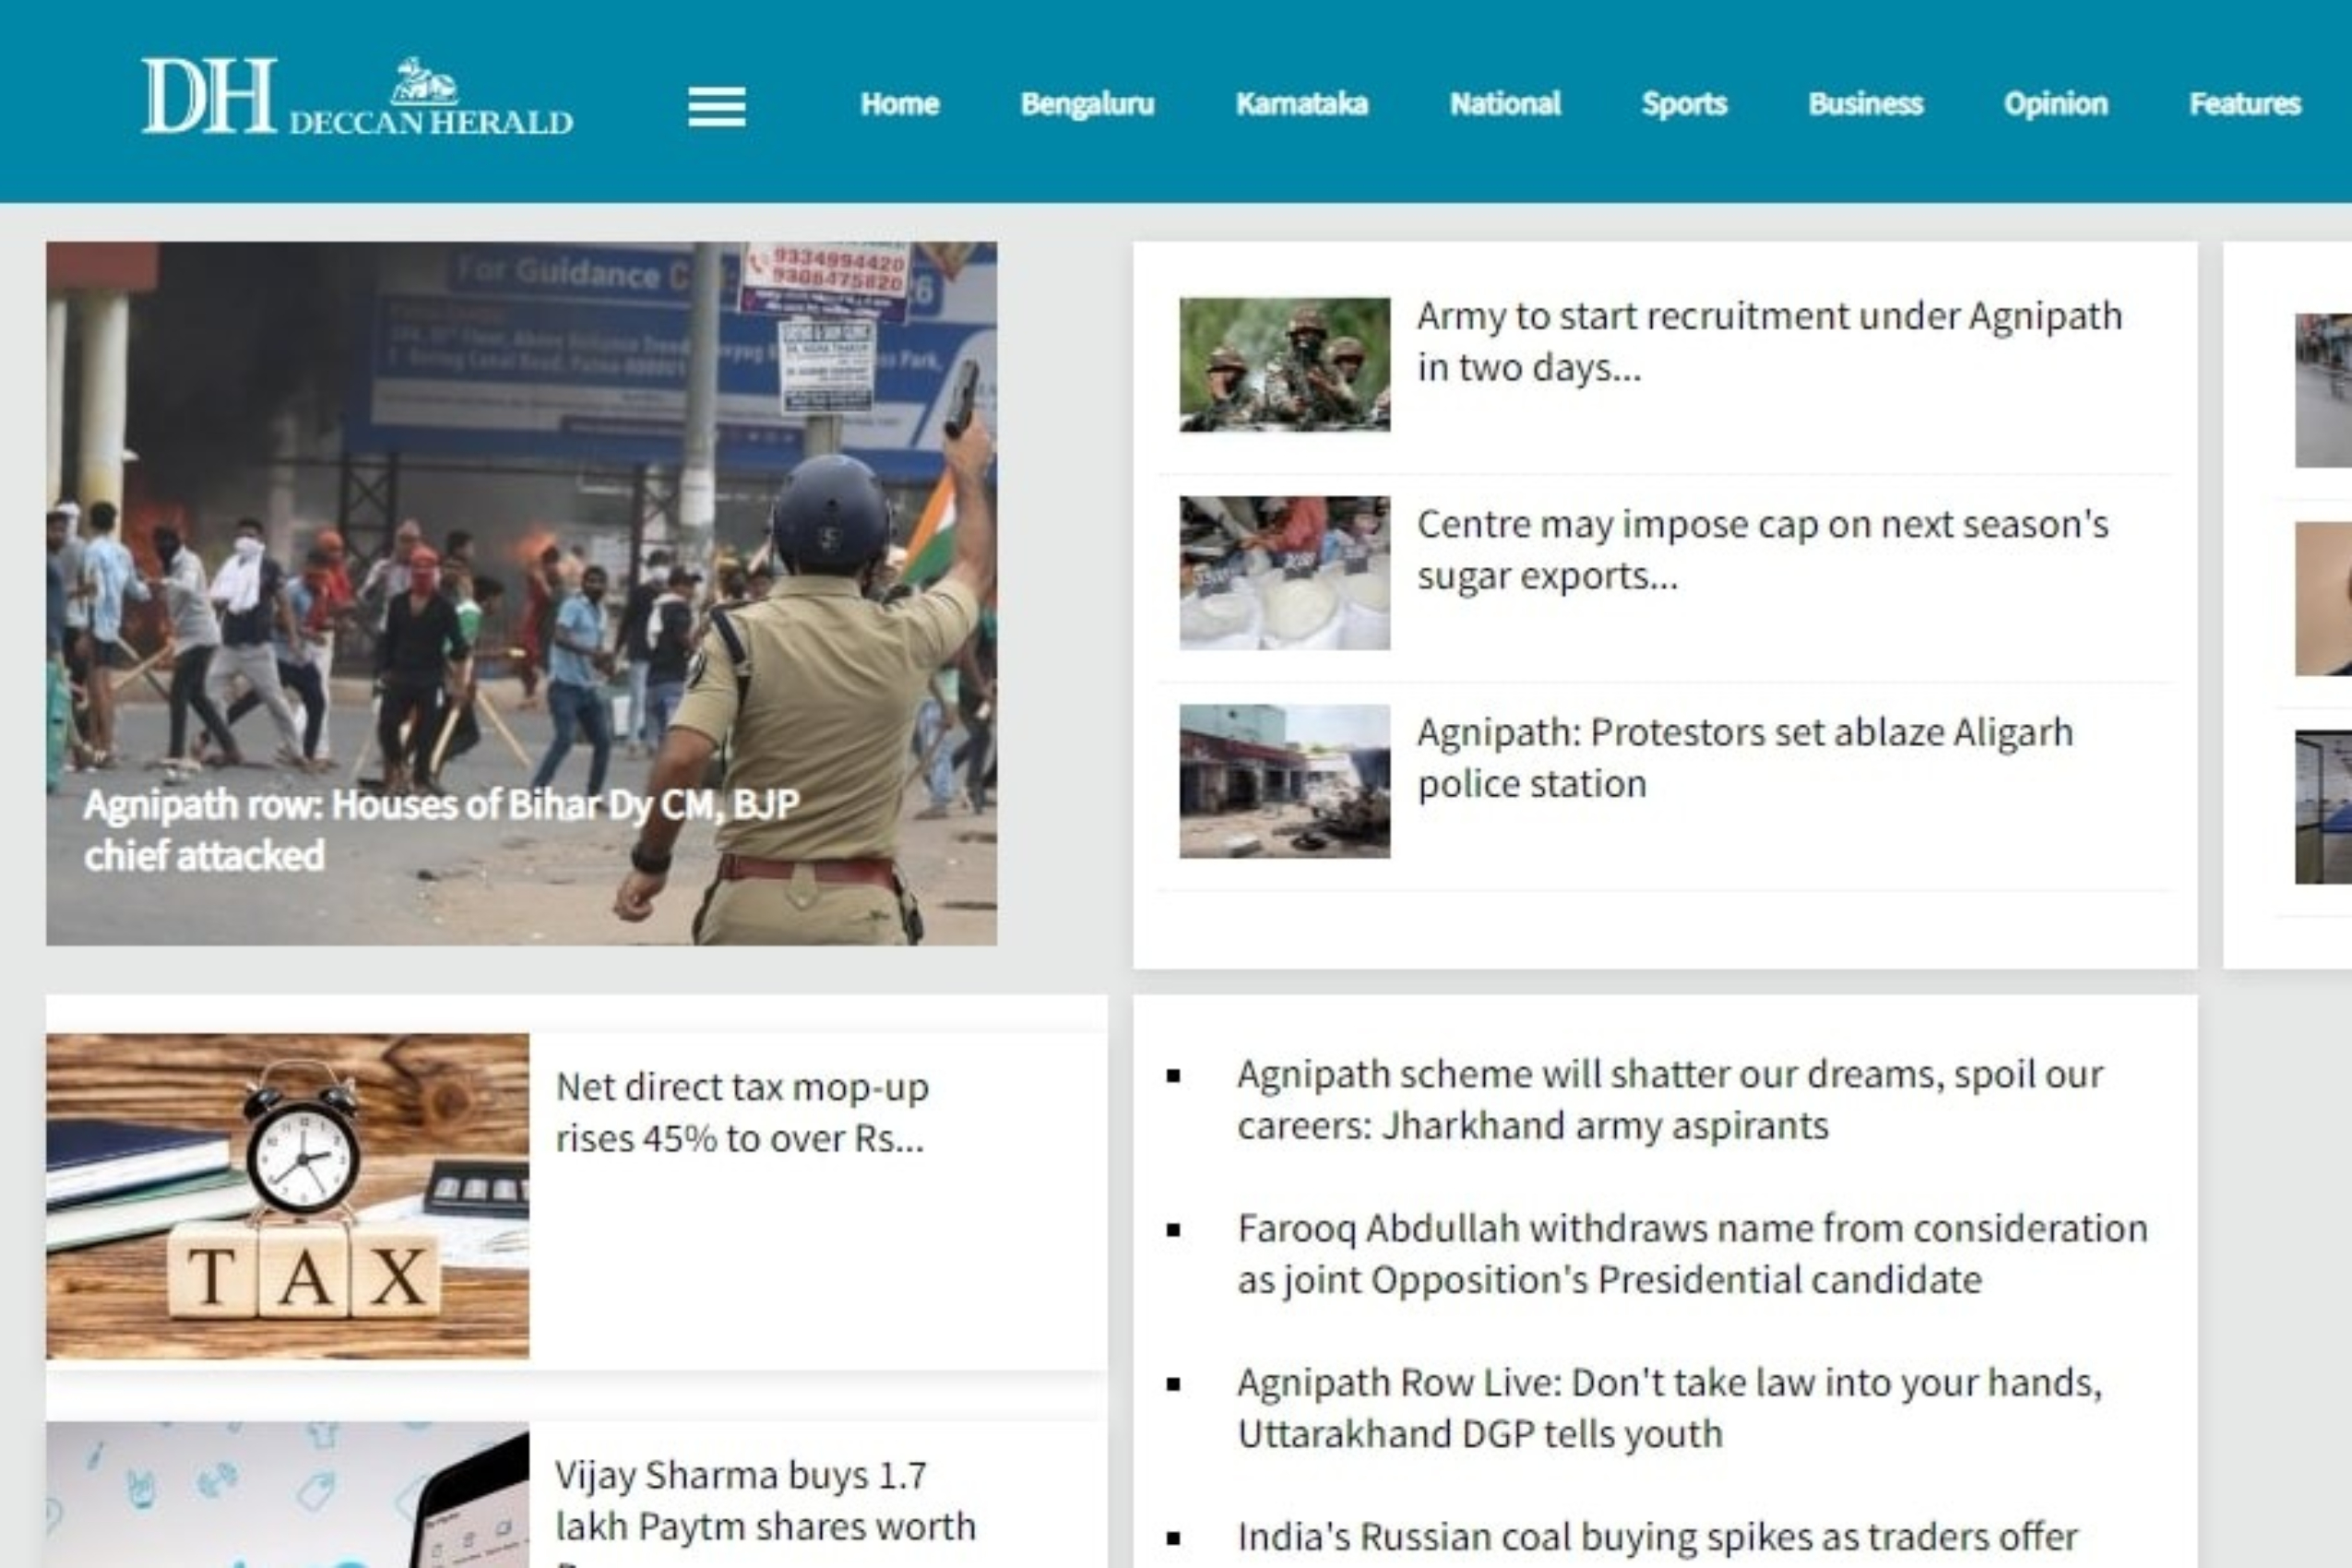 DH DECCAN HERALD
Home Bengaluru Karnataka National Sports Business Opinion Features
For Guidance
9334994420
9308475820
Agnipath row: Houses of Bihar Dy CM, BJP
chief attacked
Army to start recruitment under Agnipath
in two days...
Centre may impose cap on next season's
sugar exports...
Agnipath: Protestors set ablaze Aligarh
police station
TAX
Net direct tax mop-up
rises 45% to over Rs...
Vijay Sharma buys 1.7
lakh Paytm shares worth
Agnipath scheme will shatter our dreams, spoil our
careers: Jharkhand army aspirants
Farooq Abdullah withdraws name from consideration
as joint Opposition's Presidential candidate
Agnipath Row Live: Don't take law into your hands,
Uttarakhand DGP tells youth
India's Russian coal buying spikes as traders offer